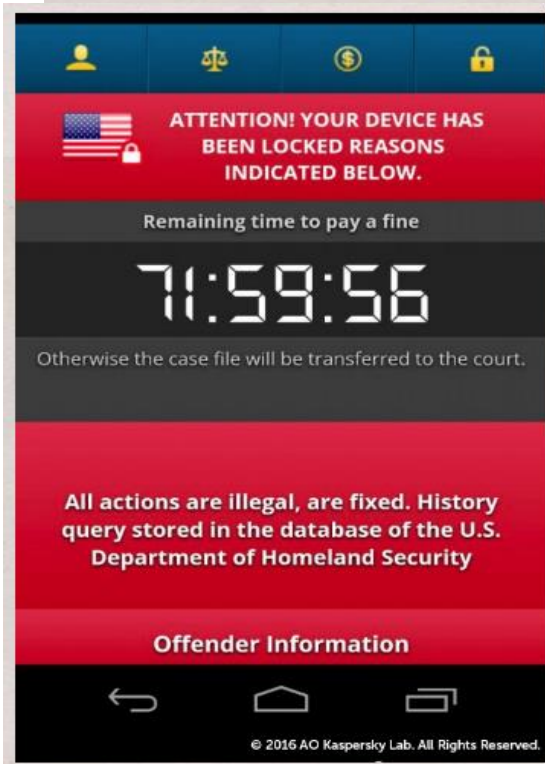 ATTENTION! YOUR DEVICE HAS
BEEN LOCKED REASONS
INDICATED BELOW.
Remaining time to pay a fine
71:59:56
Otherwise the case file will be transferred to the court.
All actions are illegal, are fixed. History
query stored in the database of the U.S.
Department of Homeland Security
Offender Information
© 2016 AO Kaspersky Lab. All Rights Reserved.